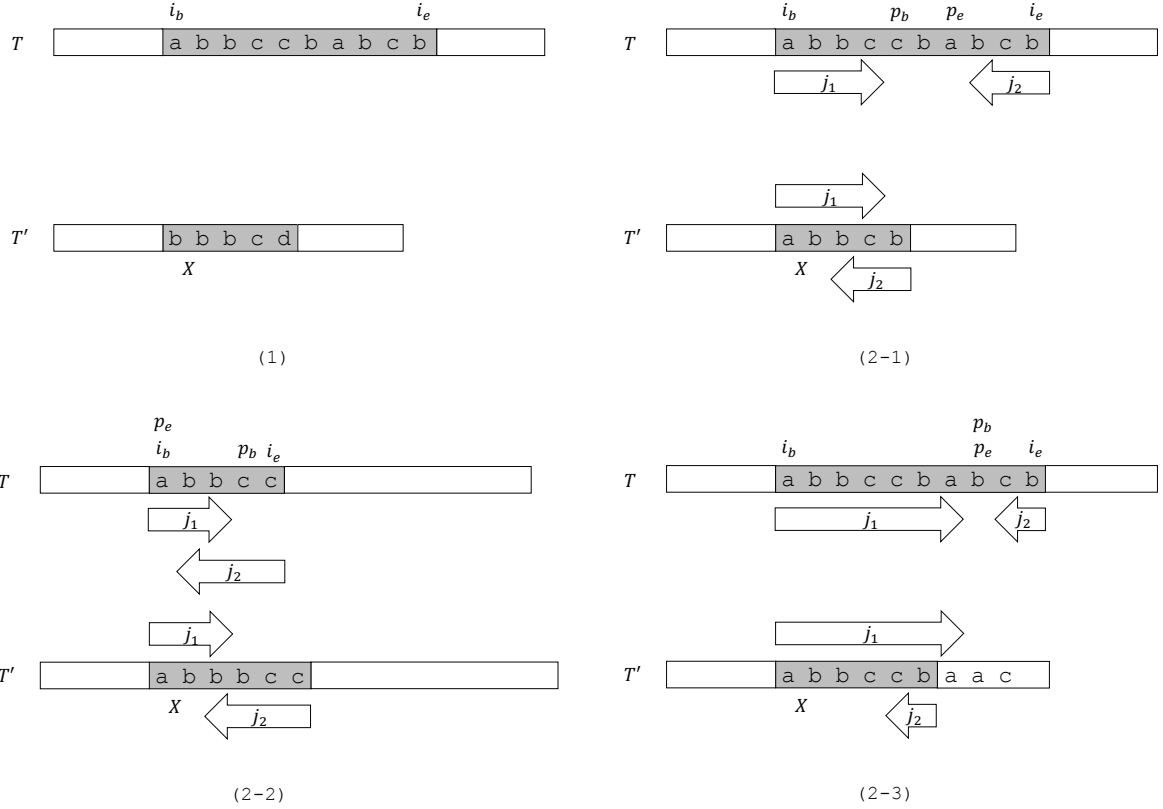 i_b i_e
T a b b c c b a b c b
T' b b b c d
X
(1)
i_b p_b p_e i_e
T a b b c c b a b c b
j_1 j_2
j_1
T' a b b c b
X j_2
(2-1)
p_e
i_b p_b i_e
T a b b c c
j_1
j_2
j_1
T' a b b b c c
X j_2
(2-2)
p_b
i_b p_e i_e
T a b b c c b a b c b
j_1 j_2
j_1
T' a b b c c b a a c
X j_2
(2-3)